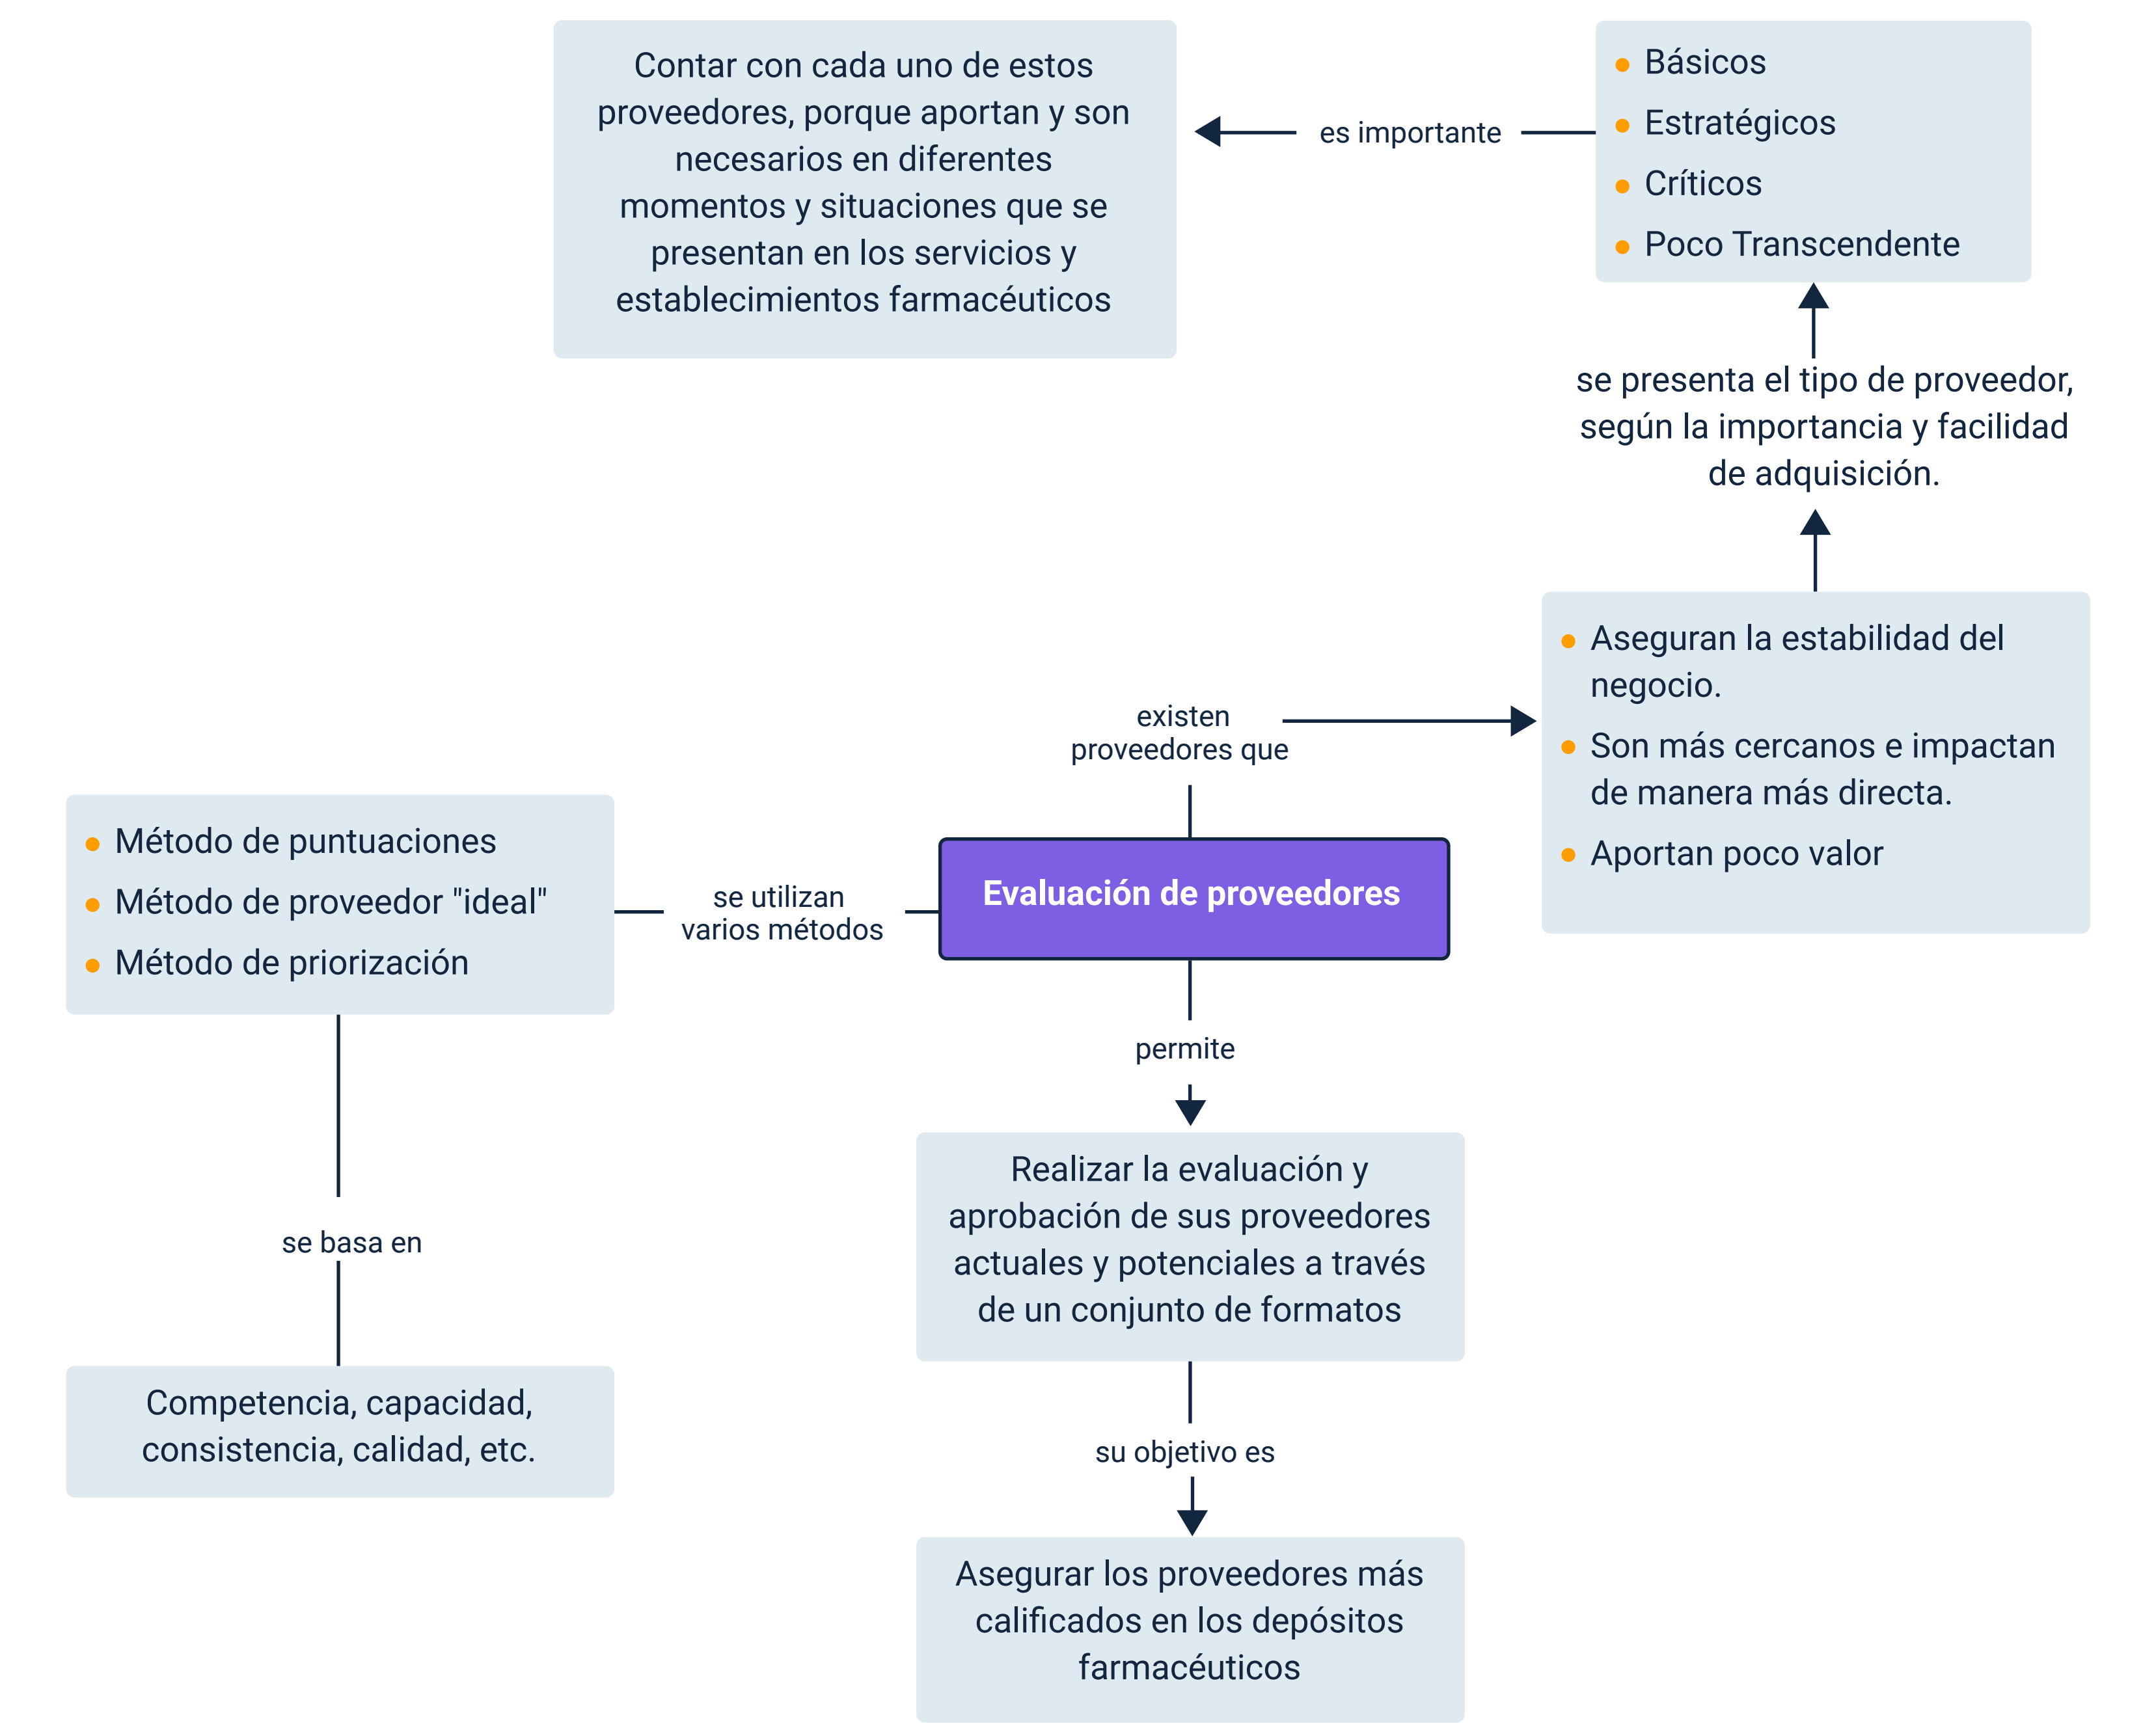 Contar con cada uno de estos
proveedores, porque aportan y son
necesarios en diferentes
momentos y situaciones que se
presentan en los servicios y
establecimientos farmacéuticos
es importante
Básicos
Estratégicos
Críticos
Poco Transcendente
se presenta el tipo de proveedor,
según la importancia y facilidad
de adquisición.
Aseguran la estabilidad del
negocio.
Son más cercanos e impactan
de manera más directa.
Aportan poco valor
existen
proveedores que
Evaluación de proveedores
se utilizan
varios métodos
Método de puntuaciones
Método de proveedor "ideal"
Método de priorización
se basa en
Competencia, capacidad,
consistencia, calidad, etc.
permite
Realizar la evaluación y
aprobación de sus proveedores
actuales y potenciales a través
de un conjunto de formatos
su objetivo es
Asegurar los proveedores más
calificados en los depósitos
farmacéuticos